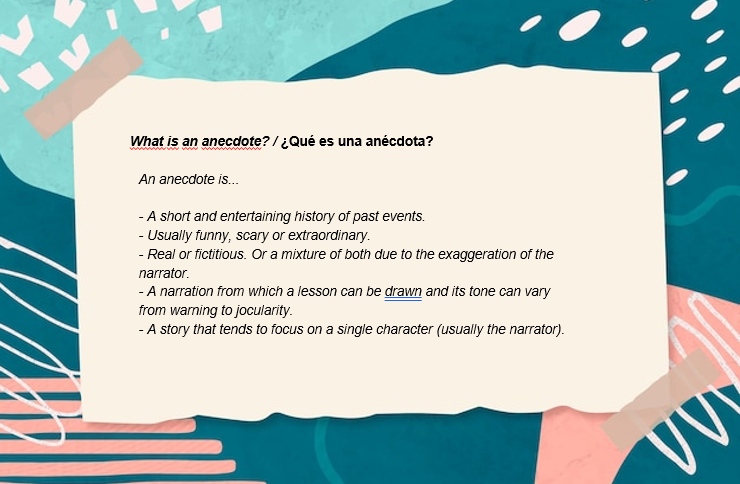 What is an anecdote? / ¿Qué es una anécdota?
An anecdote is...
- A short and entertaining history of past events.
- Usually funny, scary or extraordinary.
- Real or fictitious. Or a mixture of both due to the exaggeration of the
narrator.
- A narration from which a lesson can be drawn and its tone can vary
from warning to jocularity.
- A story that tends to focus on a single character (usually the narrator).